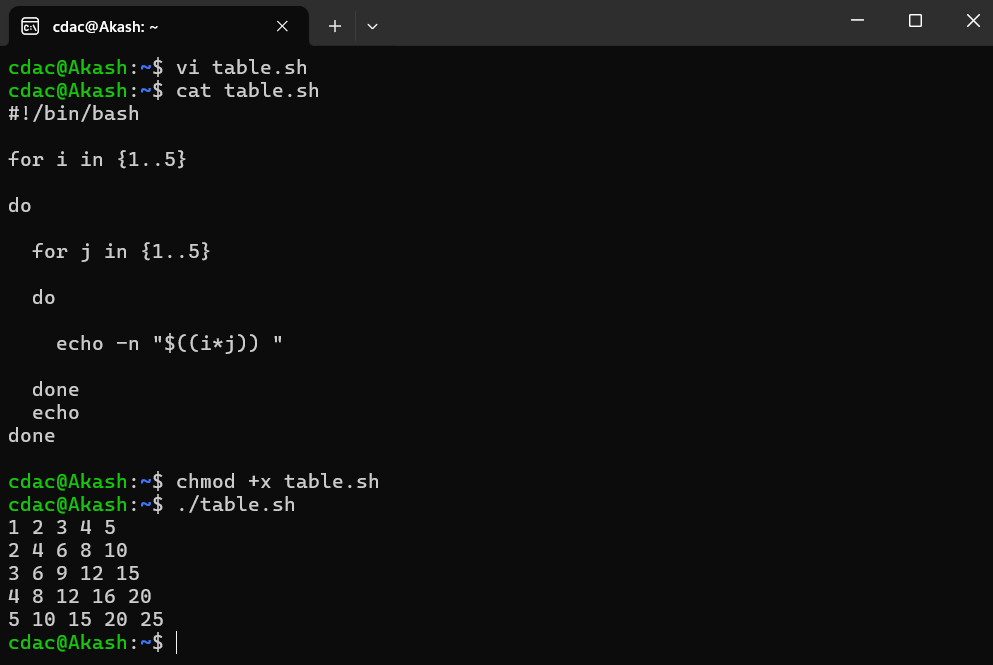 cdac@Akash: ~
cdac@Akash:~$ vi table.sh
cdac@Akash:~$ cat table.sh
#!/bin/bash
for i in {1..5}
do
  for j in {1..5}
  do
    echo -n "$((i*j)) "
  done
  echo
done
cdac@Akash:~$ chmod +x table.sh
cdac@Akash:~$ ./table.sh
1 2 3 4 5
2 4 6 8 10
3 6 9 12 15
4 8 12 16 20
5 10 15 20 25
cdac@Akash:~$